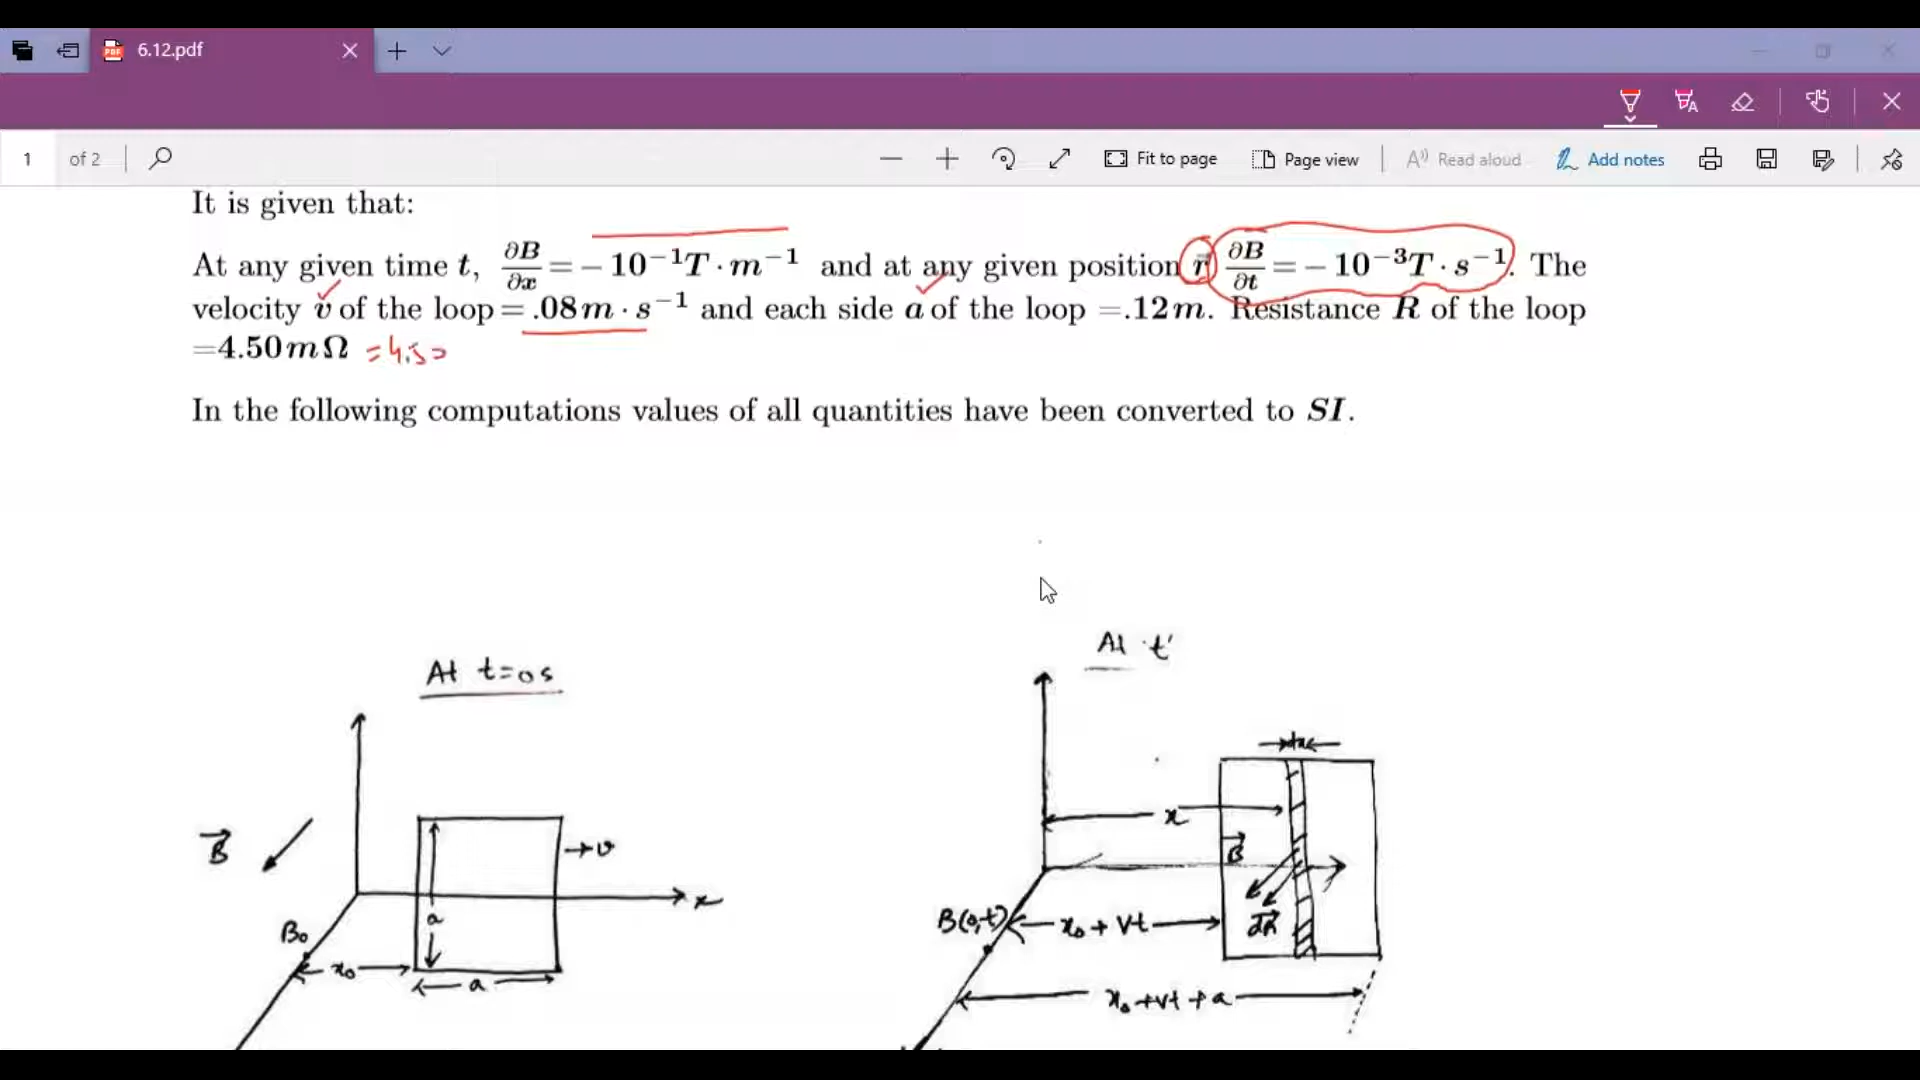 6.12.pdf
1 of 2 Fit to page Page view Read aloud Add notes
It is given that:
At any given time t, ∂B/∂x = − 10⁻¹T · m⁻¹ and at any given position r⃗ ∂B/∂t = − 10⁻³T · s⁻¹. The
velocity v⃗ of the loop = .08m · s⁻¹ and each side a of the loop =.12m. Resistance R of the loop
=4.50mΩ =4.50
In the following computations values of all quantities have been converted to SI.
At t=0s
B⃗
→v
a
x
B₀
x₀
a
At t'
dx
x
B⃗
B(0,t)
x₀ + vt
dA⃗
x₀ + vt + a